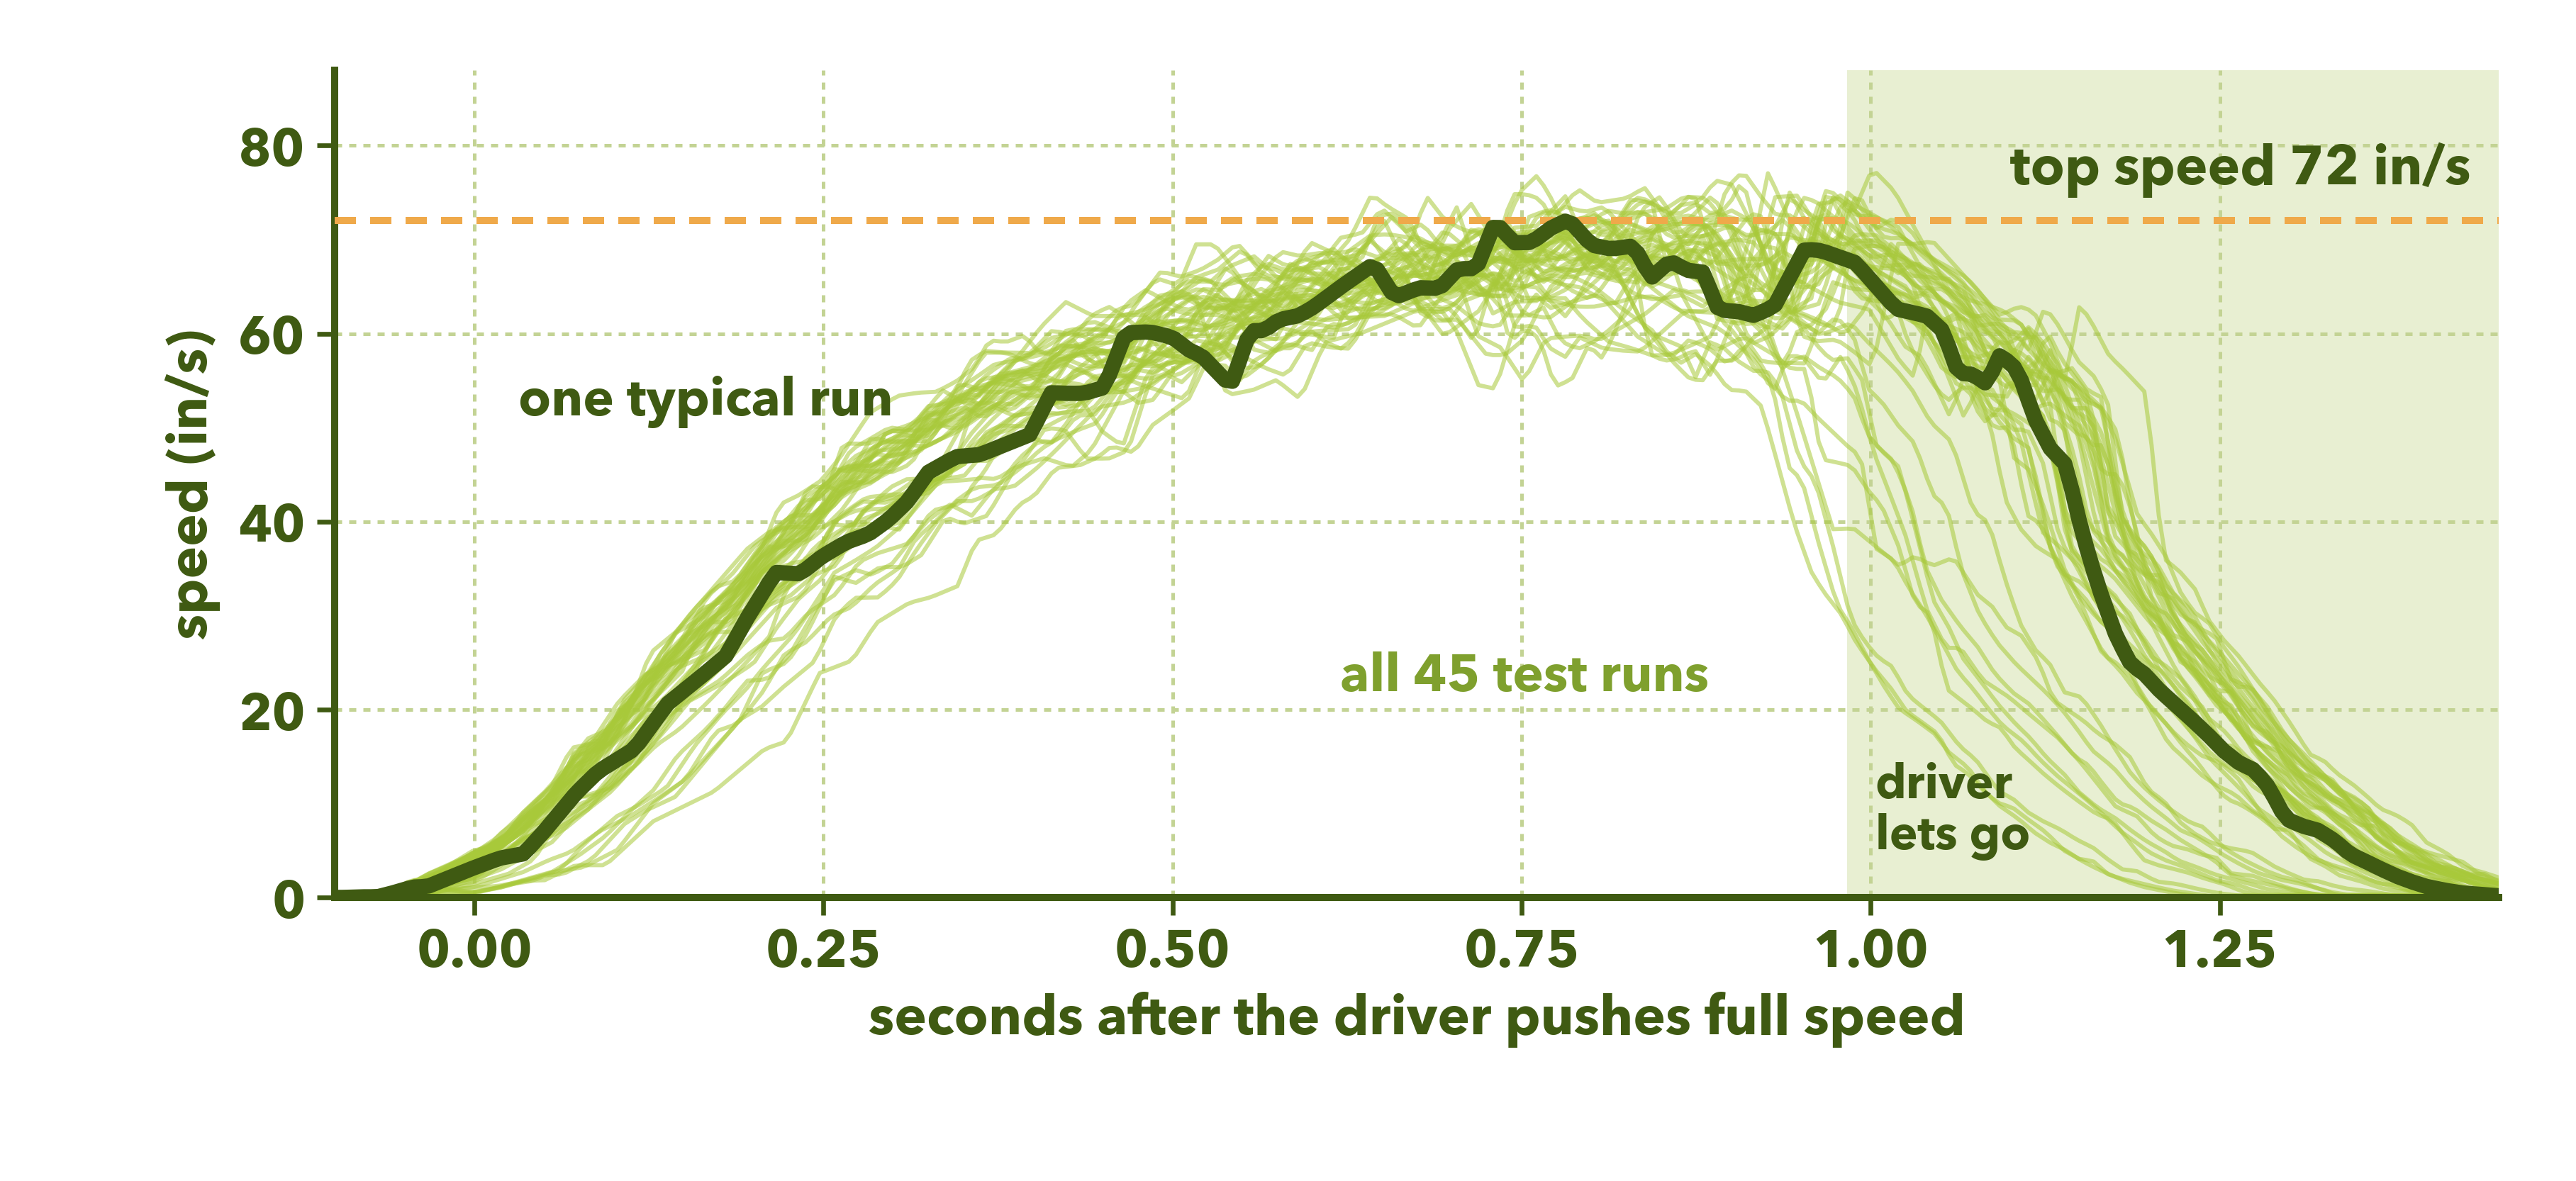 80
top speed 72 in/s
60
one typical run
40
all 45 test runs
20
driver
lets go
0
speed (in/s)
0.00 0.25 0.50 0.75 1.00 1.25
seconds after the driver pushes full speed